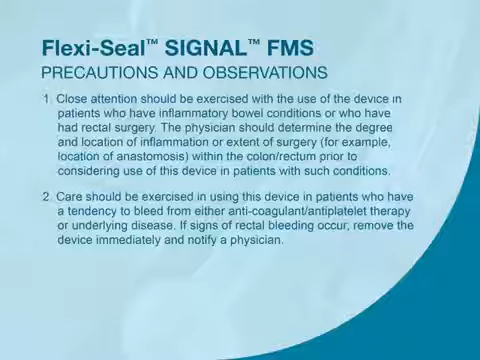 Flexi-Seal™ SIGNAL™ FMS
PRECAUTIONS AND OBSERVATIONS
1. Close attention should be exercised with the use of the device in
patients who have inflammatory bowel conditions or who have
had rectal surgery. The physician should determine the degree
and location of inflammation or extent of surgery (for example,
location of anastomosis) within the colon/rectum prior to
considering use of this device in patients with such conditions.
2. Care should be exercised in using this device in patients who have
a tendency to bleed from either anti-coagulant/antiplatelet therapy
or underlying disease. If signs of rectal bleeding occur, remove the
device immediately and notify a physician.